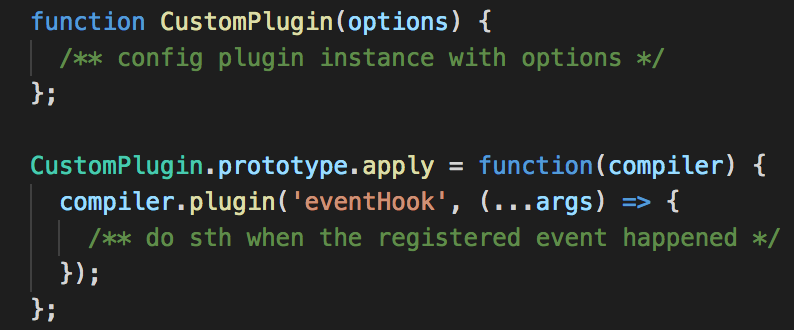 function CustomPlugin(options) {
  /** config plugin instance with options */
};
CustomPlugin.prototype.apply = function(compiler) {
  compiler.plugin('eventHook', (...args) => {
    /** do sth when the registered event happened */
  });
};